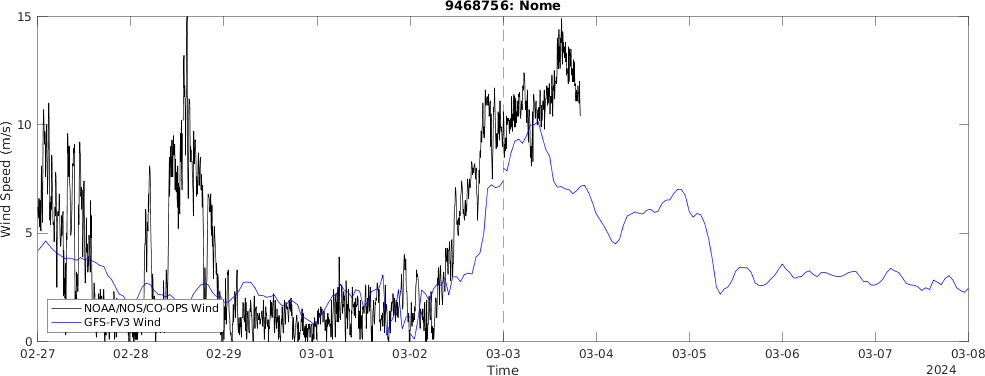 9468756: Nome
15
10
5
0
Wind Speed (m/s)
NOAA/NOS/CO-OPS Wind
GFS-FV3 Wind
02-27 02-28 02-29 03-01 03-02 03-03 03-04 03-05 03-06 03-07 03-08
Time
2024